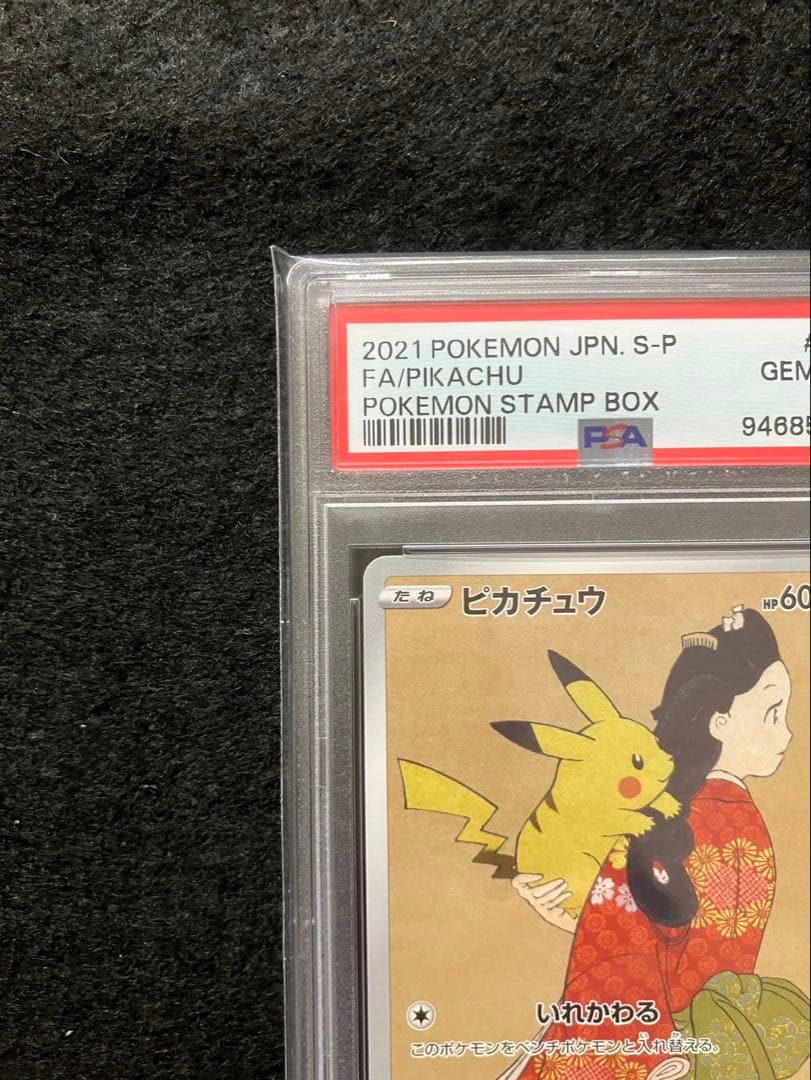 2021 POKEMON JPN. S-P #
FA/PIKACHU GEM
POKEMON STAMP BOX
PSA 9468
たね ピカチュウ HP60
いれかわる
このポケモンをベンチポケモンと入れ替える。